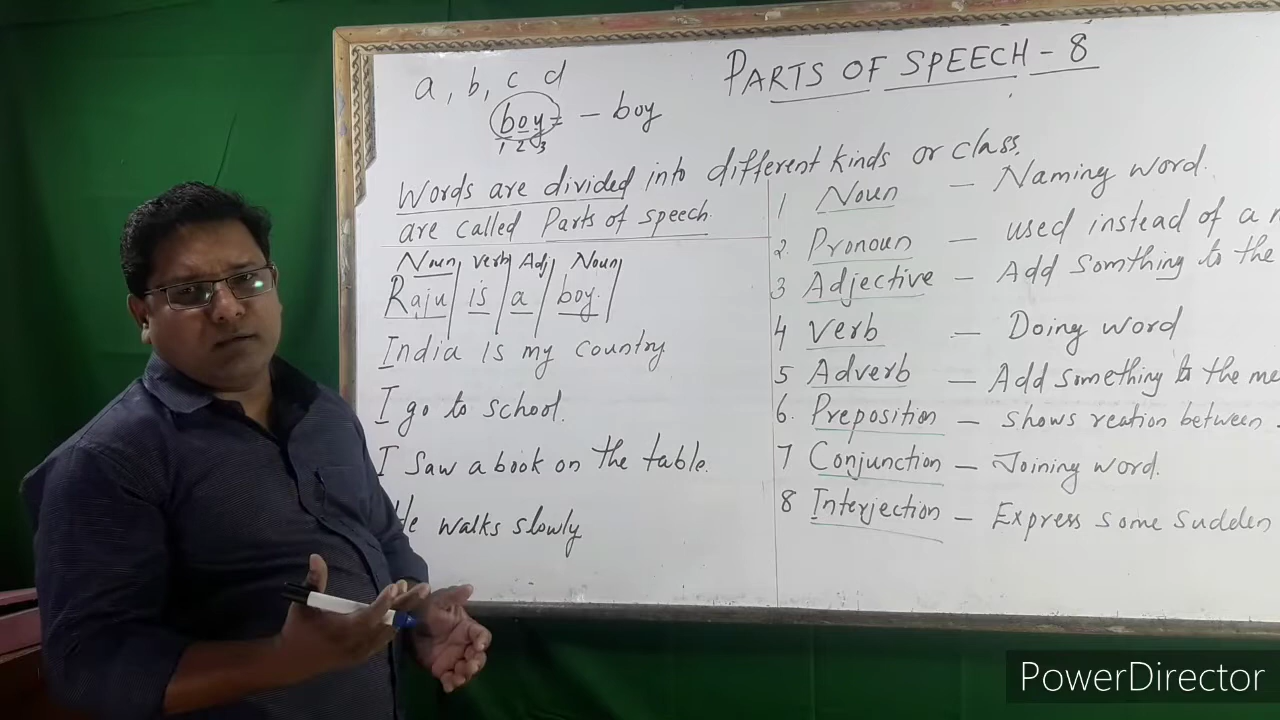 PARTS OF SPEECH - 8
a, b, c d
boy = - boy
1 2 3
Words are divided into different kinds or class.
are called Parts of speech.
Noun verb Adj Noun
Raju is a boy.
India is my country
I go to school.
I saw a book on the table.
He walks slowly
1 Noun - Naming word.
2. Pronoun - used instead of a
3 Adjective - Add somthing to the
4 Verb - Doing word
5 Adverb - Add something to the me
6. Preposition - shows reation between
7 Conjunction - Joining word.
8 Interjection - Express some sudden
PowerDirector